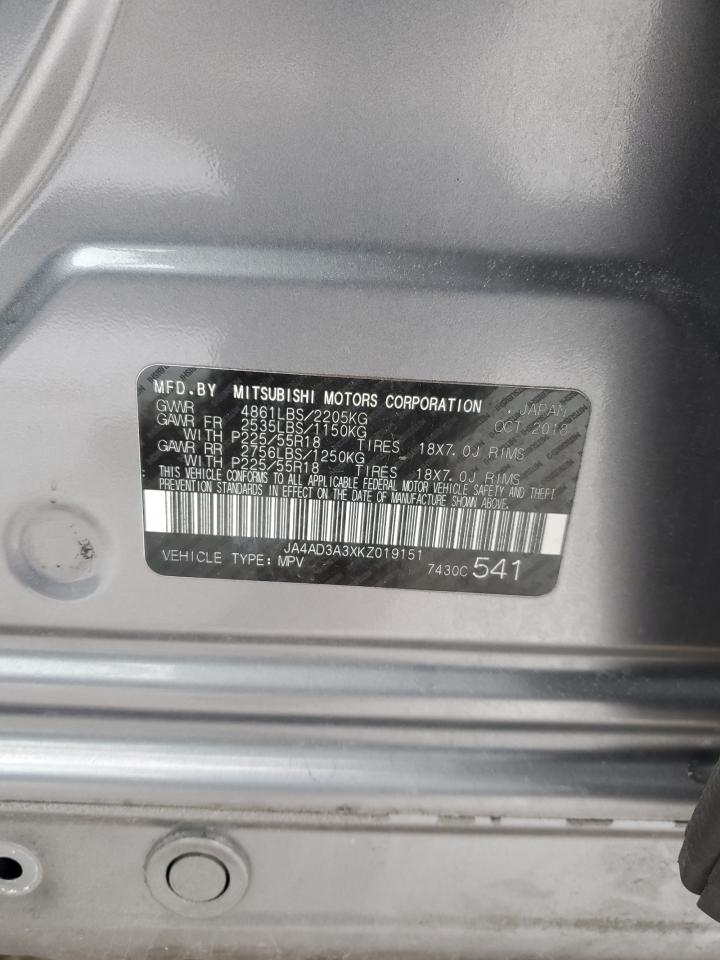 MFD.BY MITSUBISHI MOTORS CORPORATION , JAPAN
GVWR 4861LBS/2205KG OCT.2018
GAWR FR 2535LBS/1150KG
WITH P225/55R18 TIRES, 18X7.0J RIMS
GAWR RR 2756LBS/1250KG
WITH P225/55R18 TIRES 18X7.0J RIMS
THIS VEHICLE CONFORMS TO ALL APPLICABLE FEDERAL MOTOR VEHICLE SAFETY AND THEFT
PREVENTION STANDARDS IN EFFECT ON THE DATE OF MANUFACTURE SHOWN ABOVE.
JA4AD3A3XKZ019151
VEHICLE TYPE: MPV 7430C 541